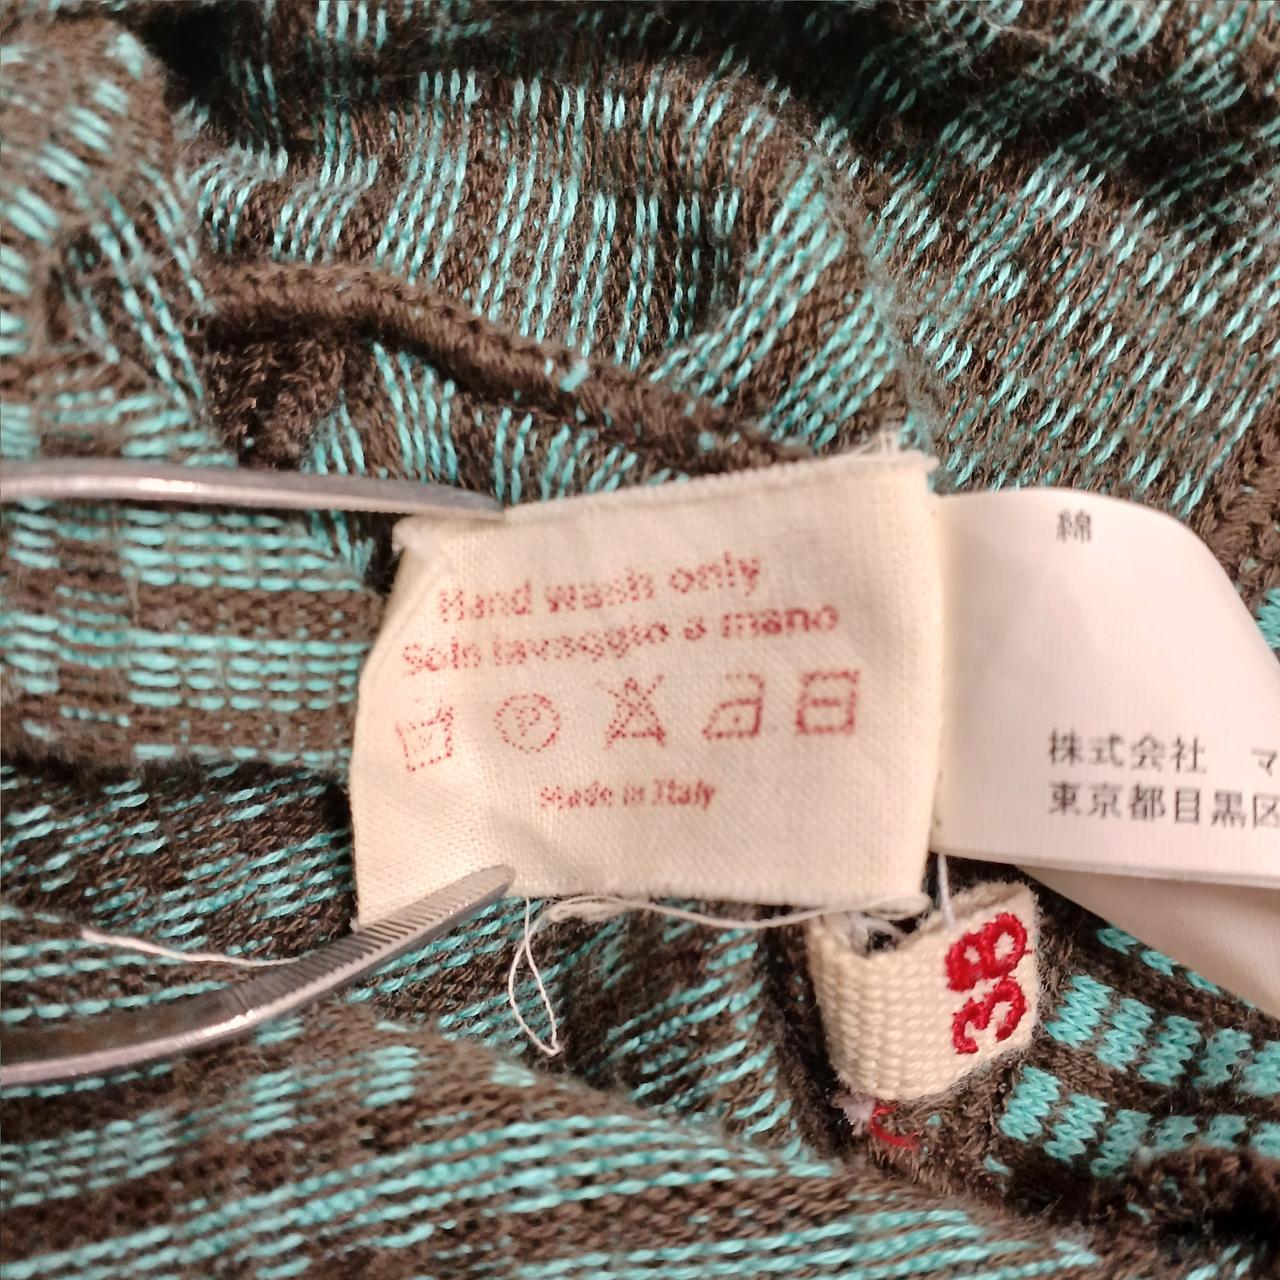 Hand wash only
Solo lavaggio a mano
P
Made in Italy
綿
株式会社 マ
東京都目黒区
38